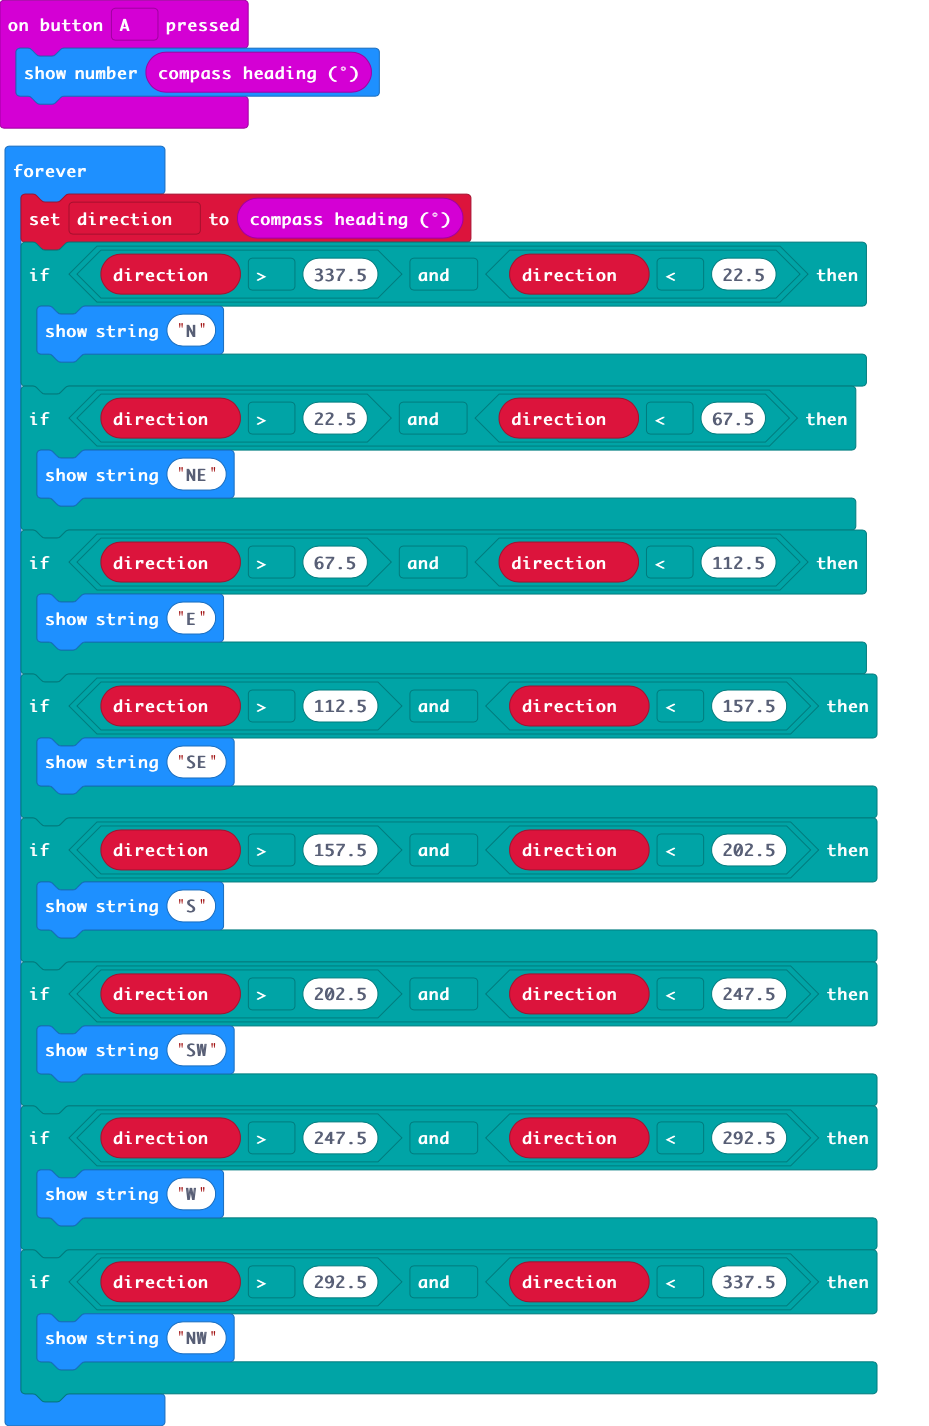 on button A pressed
show number compass heading (°)
forever
set direction to compass heading (°)
if direction > 337.5 and direction < 22.5 then
show string "N"
if direction > 22.5 and direction < 67.5 then
show string "NE"
if direction > 67.5 and direction < 112.5 then
show string "E"
if direction > 112.5 and direction < 157.5 then
show string "SE"
if direction > 157.5 and direction < 202.5 then
show string "S"
if direction > 202.5 and direction < 247.5 then
show string "SW"
if direction > 247.5 and direction < 292.5 then
show string "W"
if direction > 292.5 and direction < 337.5 then
show string "NW"